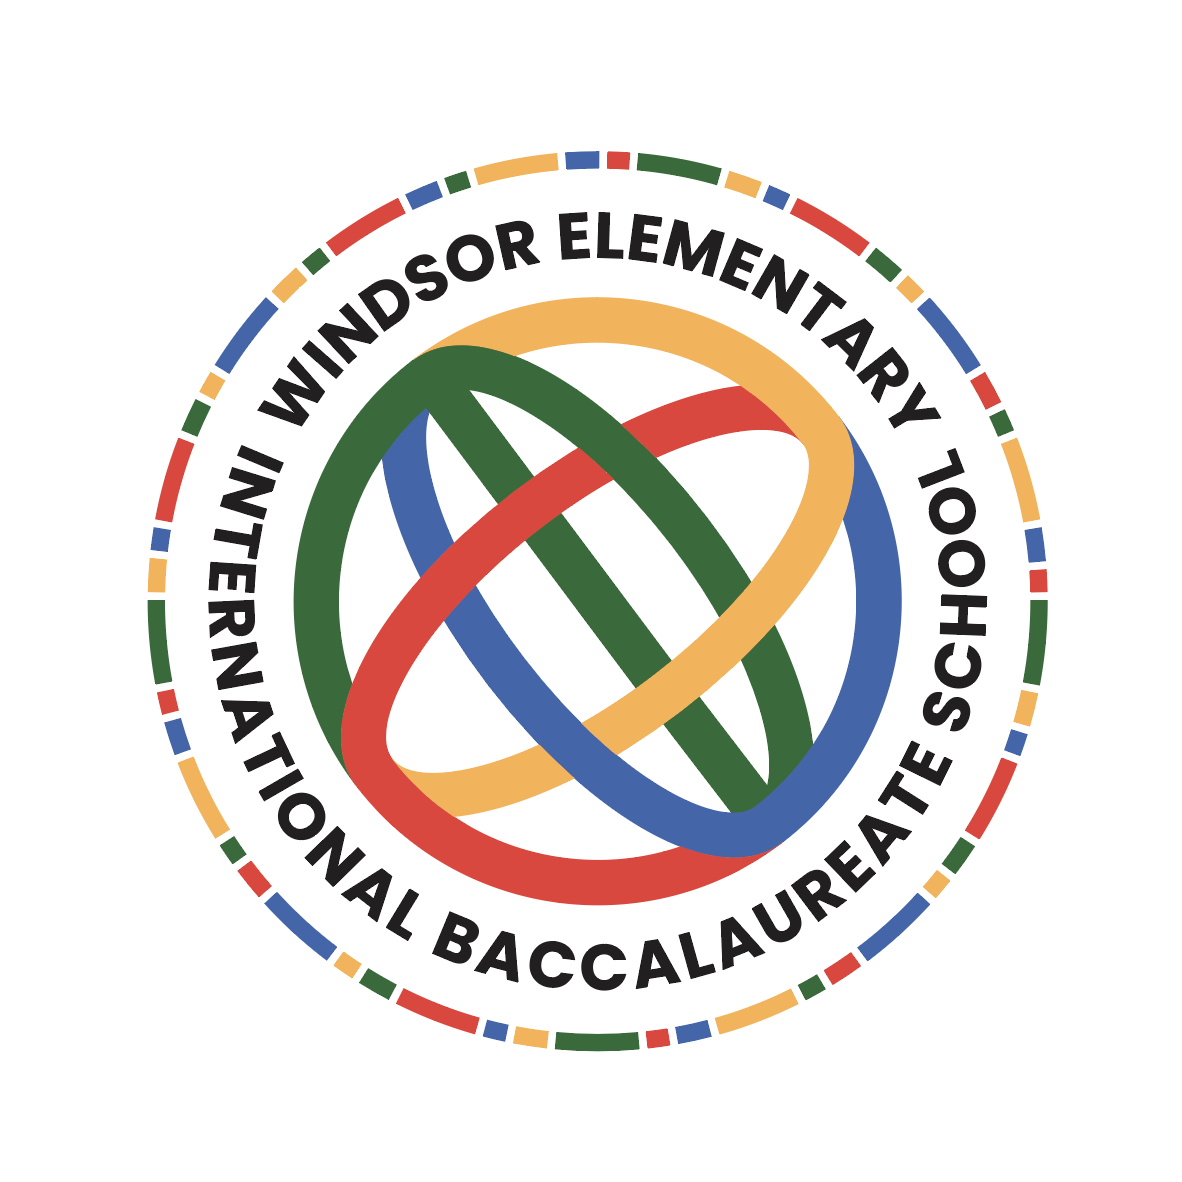 WINDSOR ELEMENTARY
INTERNATIONAL BACCALAUREATE SCHOOL